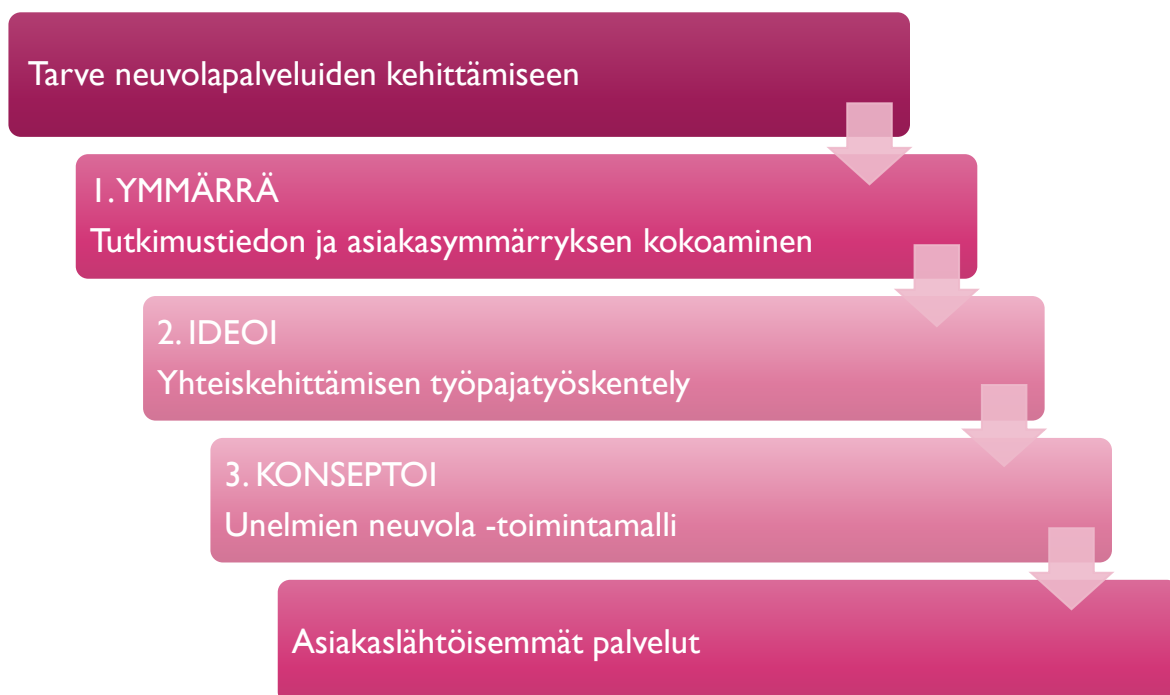 Tarve neuvolapalveluiden kehittämiseen
1. YMMÄRRÄ
Tutkimustiedon ja asiakasymmärryksen kokoaminen
2. IDEOI
Yhteiskehittämisen työpajatyöskentely
3. KONSEPTOI
Unelmien neuvola -toimintamalli
Asiakaslähtöisemmät palvelut